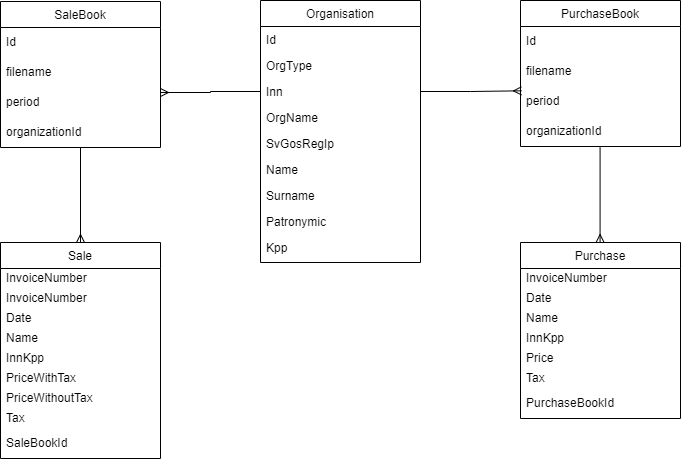 SaleBook
Id
filename
period
organizationId
Organisation
Id
OrgType
Inn
OrgName
SvGosRegIp
Name
Surname
Patronymic
Kpp
PurchaseBook
Id
filename
period
organizationId
Sale
InvoiceNumber
InvoiceNumber
Date
Name
InnKpp
PriceWithTax
PriceWithoutTax
Tax
SaleBookId
Purchase
InvoiceNumber
Date
Name
InnKpp
Price
Tax
PurchaseBookId